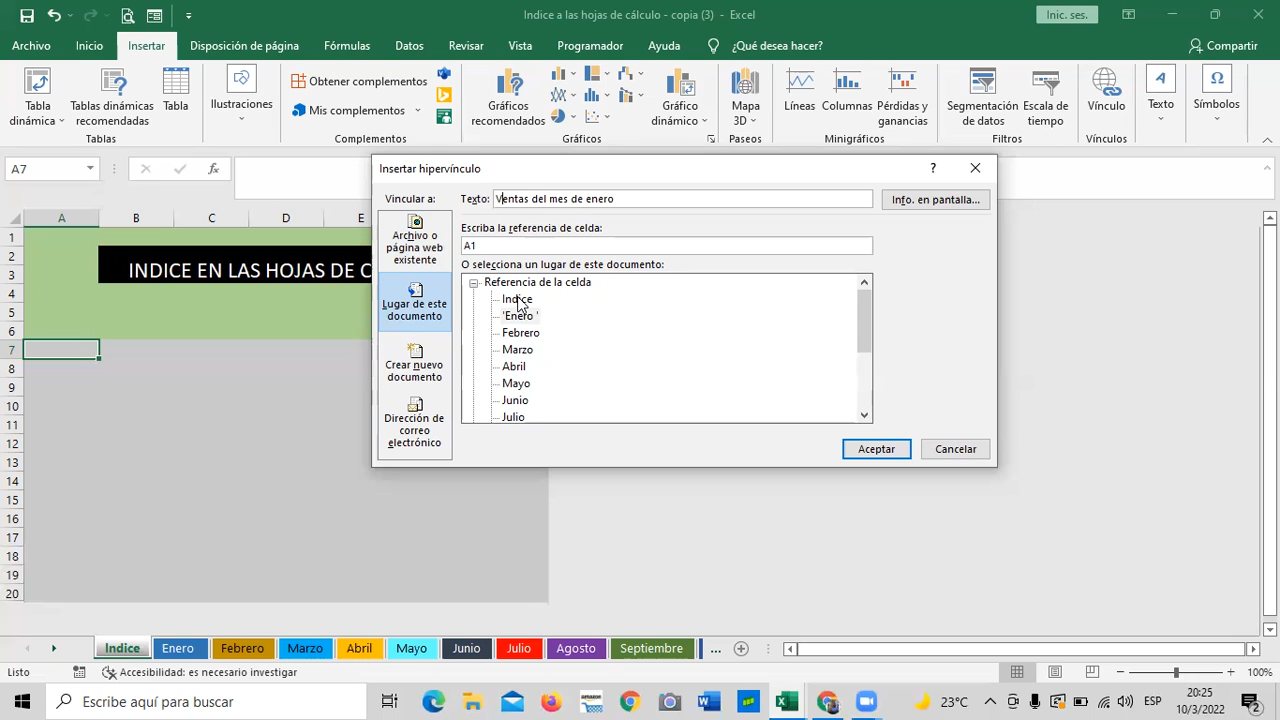 Indice a las hojas de cálculo - copia (3) - Excel
Inic. ses.
Archivo Inicio Insertar Disposición de página Fórmulas Datos Revisar Vista Programador Ayuda ¿Qué desea hacer? Compartir
Tabla dinámica
Tablas dinámicas recomendadas
Tabla
Tablas
Ilustraciones
Obtener complementos
Mis complementos
Complementos
Gráficos recomendados
Gráfico dinámico
Gráficos
Mapa 3D
Paseos
Líneas
Columnas
Pérdidas y ganancias
Minigráficos
Segmentación de datos
Escala de tiempo
Filtros
Vínculo
Vínculos
Texto
Símbolos
A7
fx
A B C D E
1
2
3
4
5
6
7
8
9
10
11
12
13
14
15
16
17
18
19
20
INDICE EN LAS HOJAS DE C
Insertar hipervínculo
?
Vincular a:
Texto: Ventas del mes de enero
Info. en pantalla...
Archivo o página web existente
Lugar de este documento
Crear nuevo documento
Dirección de correo electrónico
Escriba la referencia de celda:
A1
O selecciona un lugar de este documento:
Referencia de la celda
Indice
'Enero '
Febrero
Marzo
Abril
Mayo
Junio
Julio
Aceptar
Cancelar
Indice Enero Febrero Marzo Abril Mayo Junio Julio Agosto Septiembre ...
Listo
Accesibilidad: es necesario investigar
100%
Escribe aquí para buscar
amazon
23°C
ESP
20:25
10/3/2022
2